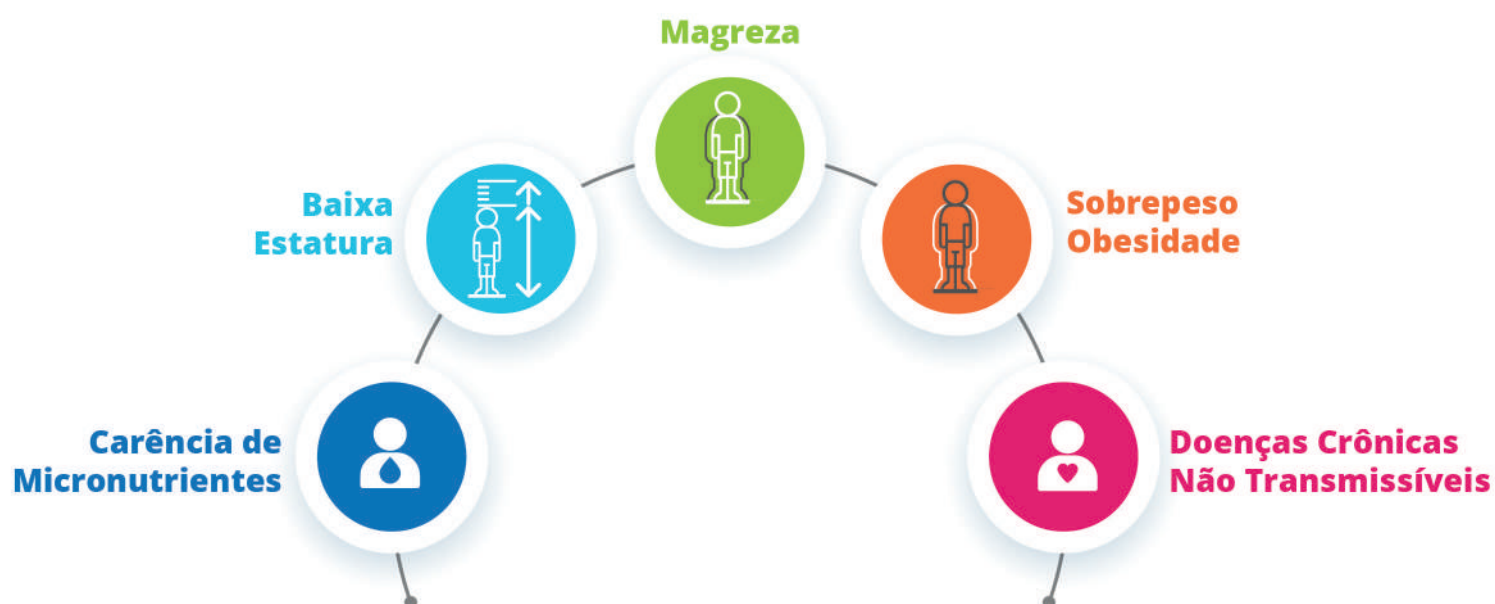 Magreza
Baixa
Estatura
Sobrepeso
Obesidade
Carência de
Micronutrientes
Doenças Crônicas
Não Transmissíveis